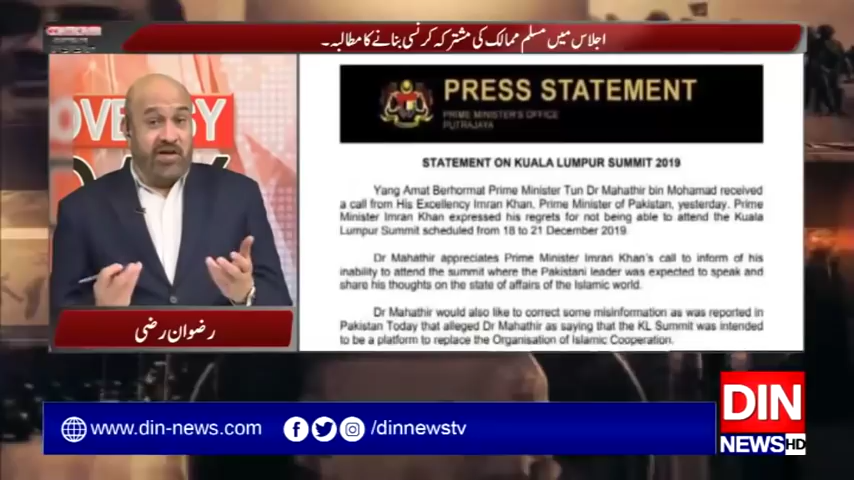 اجلاس میں مسلم ممالک کی مشترکہ کرنسی بنانے کا مطالبہ۔
PRESS STATEMENT
PRIME MINISTER'S OFFICE
PUTRAJAYA
STATEMENT ON KUALA LUMPUR SUMMIT 2019
Yang Amat Berhormat Prime Minister Tun Dr Mahathir bin Mohamad received
a call from His Excellency Imran Khan, Prime Minister of Pakistan, yesterday. Prime
Minister Imran Khan expressed his regrets for not being able to attend the Kuala
Lumpur Summit scheduled from 18 to 21 December 2019.
Dr Mahathir appreciates Prime Minister Imran Khan's call to inform of his
inability to attend the summit where the Pakistani leader was expected to speak and
share his thoughts on the state of affairs of the Islamic world.
Dr Mahathir would also like to correct some misinformation as was reported in
Pakistan Today that alleged Dr Mahathir as saying that the KL Summit was intended
to be a platform to replace the Organisation of Islamic Cooperation.
رضوان رضی
www.din-news.com
/dinnewstv
DIN
NEWS HD